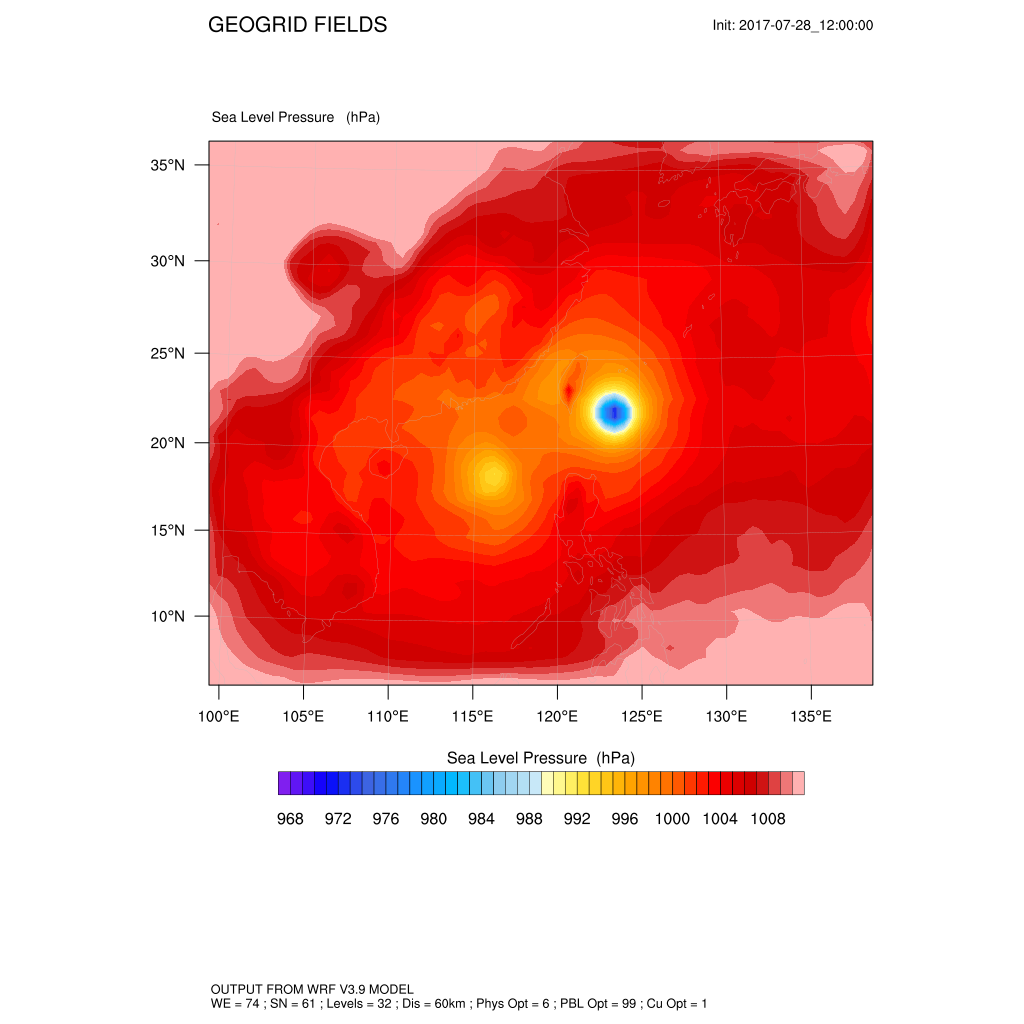 GEOGRID FIELDS
Init: 2017-07-28_12:00:00
Sea Level Pressure   (hPa)
35°N
30°N
25°N
20°N
15°N
10°N
100°E 105°E 110°E 115°E 120°E 125°E 130°E 135°E
Sea Level Pressure  (hPa)
968 972 976 980 984 988 992 996 1000 1004 1008
OUTPUT FROM WRF V3.9 MODEL
WE = 74 ; SN = 61 ; Levels = 32 ; Dis = 60km ; Phys Opt = 6 ; PBL Opt = 99 ; Cu Opt = 1